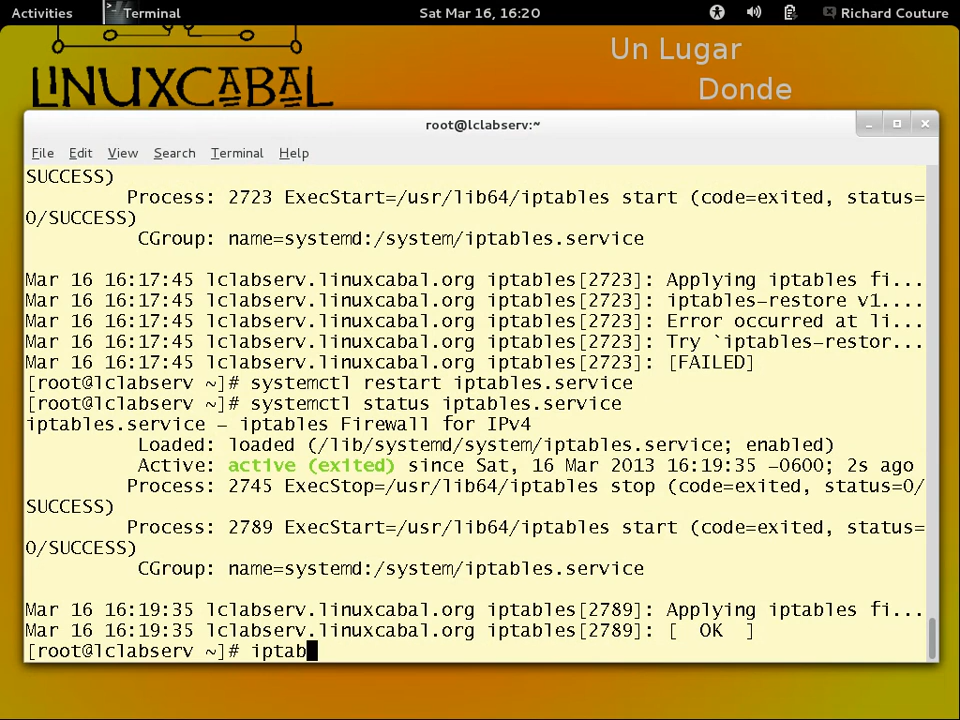 Activities Terminal Sat Mar 16, 16:20 Richard Couture
LINUXCABAL
Un Lugar
Donde
root@lclabserv:~
File Edit View Search Terminal Help
SUCCESS)
Process: 2723 ExecStart=/usr/lib64/iptables start (code=exited, status=
0/SUCCESS)
CGroup: name=systemd:/system/iptables.service
Mar 16 16:17:45 lclabserv.linuxcabal.org iptables[2723]: Applying iptables fi...
Mar 16 16:17:45 lclabserv.linuxcabal.org iptables[2723]: iptables-restore v1....
Mar 16 16:17:45 lclabserv.linuxcabal.org iptables[2723]: Error occurred at li...
Mar 16 16:17:45 lclabserv.linuxcabal.org iptables[2723]: Try `iptables-restor...
Mar 16 16:17:45 lclabserv.linuxcabal.org iptables[2723]: [FAILED]
[root@lclabserv ~]# systemctl restart iptables.service
[root@lclabserv ~]# systemctl status iptables.service
iptables.service - iptables Firewall for IPv4
Loaded: loaded (/lib/systemd/system/iptables.service; enabled)
Active: active (exited) since Sat, 16 Mar 2013 16:19:35 -0600; 2s ago
Process: 2745 ExecStop=/usr/lib64/iptables stop (code=exited, status=0/
SUCCESS)
Process: 2789 ExecStart=/usr/lib64/iptables start (code=exited, status=
0/SUCCESS)
CGroup: name=systemd:/system/iptables.service
Mar 16 16:19:35 lclabserv.linuxcabal.org iptables[2789]: Applying iptables fi...
Mar 16 16:19:35 lclabserv.linuxcabal.org iptables[2789]: [  OK  ]
[root@lclabserv ~]# iptab